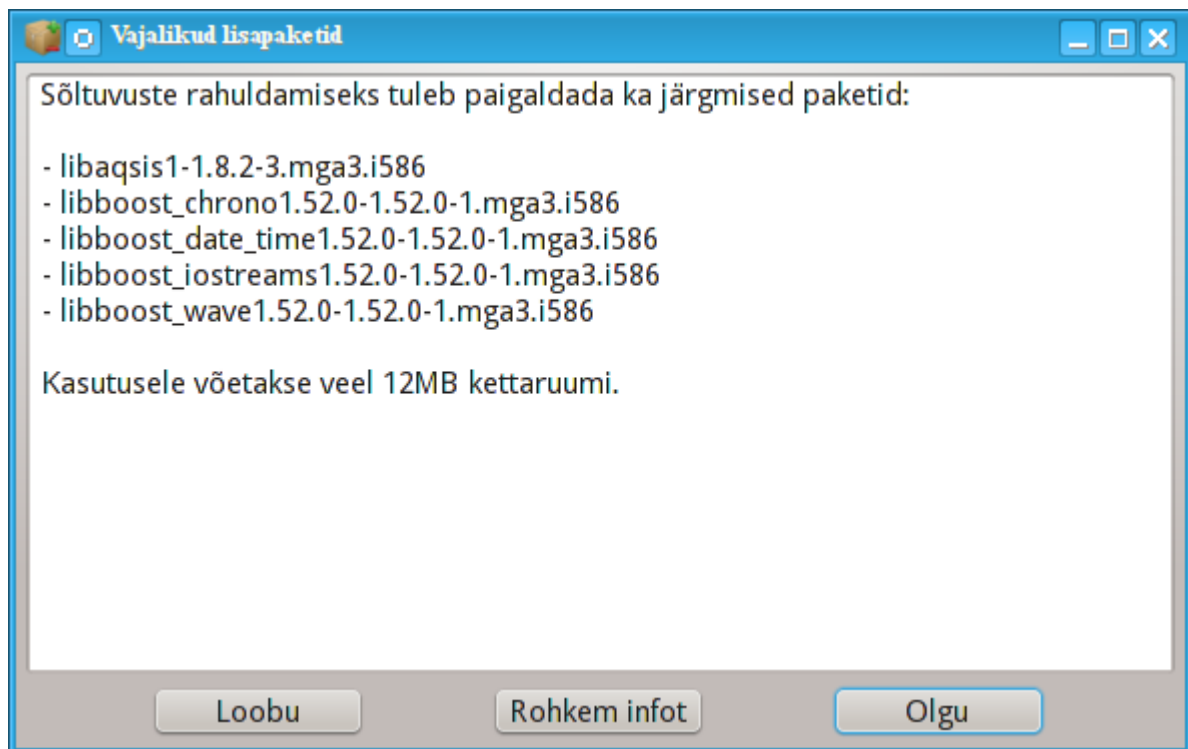 Vajalikud lisapaketid
Sõltuvuste rahuldamiseks tuleb paigaldada ka järgmised paketid:
- libaqsis1-1.8.2-3.mga3.i586
- libboost_chrono1.52.0-1.52.0-1.mga3.i586
- libboost_date_time1.52.0-1.52.0-1.mga3.i586
- libboost_iostreams1.52.0-1.52.0-1.mga3.i586
- libboost_wave1.52.0-1.52.0-1.mga3.i586
Kasutusele võetakse veel 12MB kettaruumi.
Loobu
Rohkem infot
Olgu